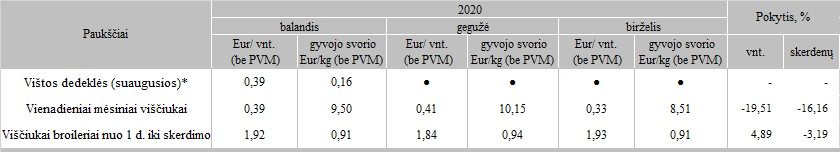 Paukščiai 2020 Pokytis, %
balandis gegužė birželis
Eur/ vnt. (be PVM) gyvojo svorio Eur/kg (be PVM) Eur/ vnt. (be PVM) gyvojo svorio Eur/kg (be PVM) Eur/ vnt. (be PVM) gyvojo svorio Eur/kg (be PVM) vnt. skerdenų
Vištos dedeklės (suaugusios)* 0,39 0,16 ● ● ● ● - -
Vienadieniai mėsiniai viščiukai 0,39 9,50 0,41 10,15 0,33 8,51 -19,51 -16,16
Viščiukai broileriai nuo 1 d. iki skerdimo 1,92 0,91 1,84 0,94 1,93 0,91 4,89 -3,19